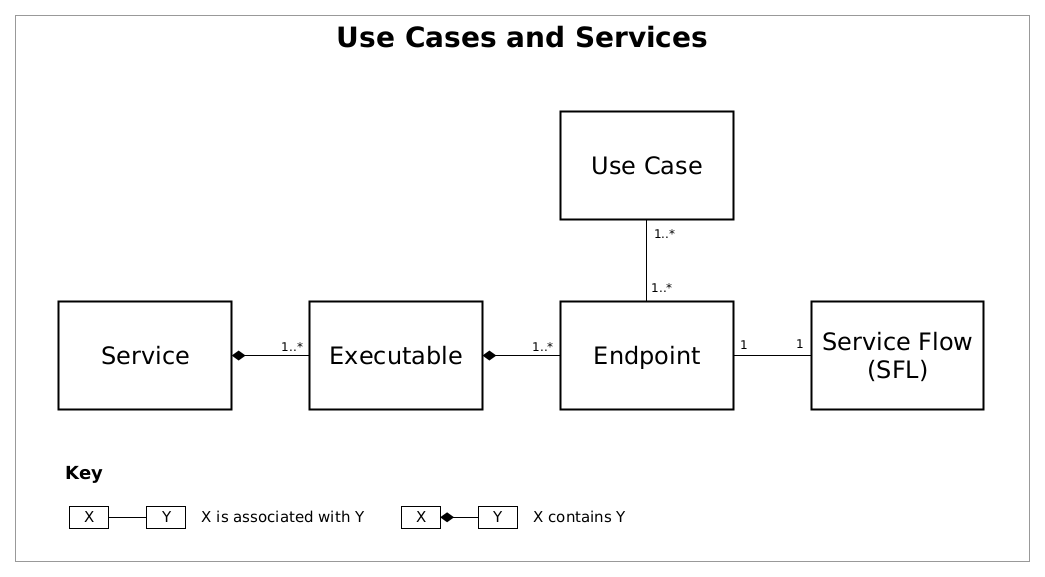 Use Cases and Services
Use Case
1..*
1..*
Service
1..*
Executable
1..*
Endpoint
1
1
Service Flow
(SFL)
Key
X
Y
X is associated with Y
X
Y
X contains Y